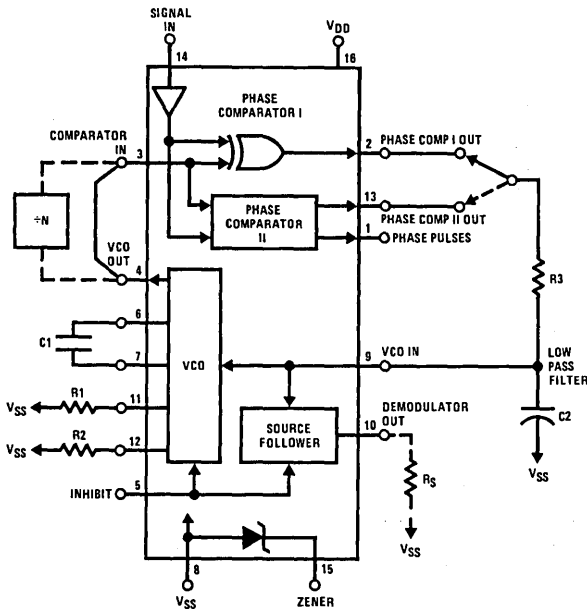 SIGNAL
IN
14
VDD
16
PHASE
COMPARATOR I
COMPARATOR
IN
3
2
PHASE COMP I OUT
÷N
PHASE
COMPARATOR
II
13
PHASE COMP II OUT
1
PHASE PULSES
VCO
OUT
4
R3
6
C1
7
VCO
9
VCO IN
LOW
PASS
FILTER
VSS
R1
11
DEMODULATOR
OUT
C2
VSS
R2
12
SOURCE
FOLLOWER
10
VSS
INHIBIT
5
RS
VSS
8
15
VSS
ZENER